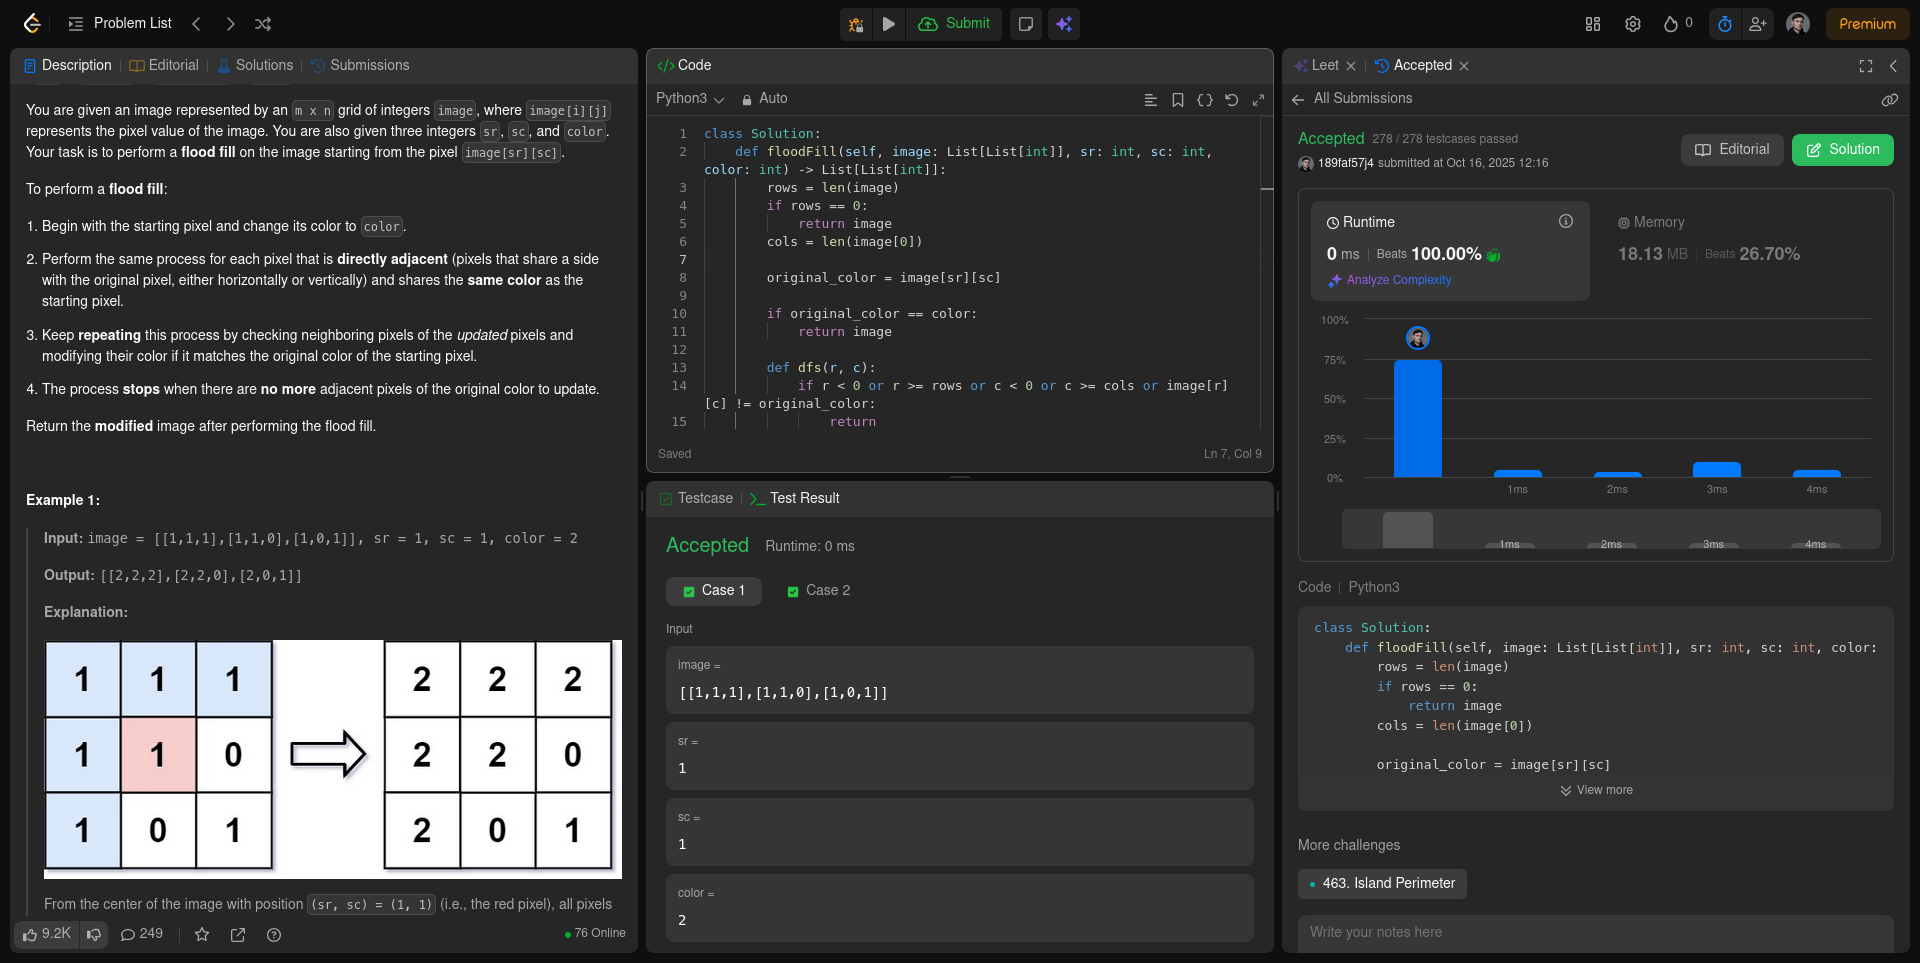 Problem List
Submit
0
Premium
Description
Editorial
Solutions
Submissions
You are given an image represented by an m x n grid of integers image, where image[i][j]
represents the pixel value of the image. You are also given three integers sr, sc, and color.
Your task is to perform a flood fill on the image starting from the pixel image[sr][sc].
To perform a flood fill:
1. Begin with the starting pixel and change its color to color.
2. Perform the same process for each pixel that is directly adjacent (pixels that share a side
with the original pixel, either horizontally or vertically) and shares the same color as the
starting pixel.
3. Keep repeating this process by checking neighboring pixels of the updated pixels and
modifying their color if it matches the original color of the starting pixel.
4. The process stops when there are no more adjacent pixels of the original color to update.
Return the modified image after performing the flood fill.
Example 1:
Input: image = [[1,1,1],[1,1,0],[1,0,1]], sr = 1, sc = 1, color = 2
Output: [[2,2,2],[2,2,0],[2,0,1]]
Explanation:
1 1 1 2 2 2
1 1 0 2 2 0
1 0 1 2 0 1
From the center of the image with position (sr, sc) = (1, 1) (i.e., the red pixel), all pixels
9.2K
249
76 Online
</> Code
Python3
Auto
1 class Solution:
2 def floodFill(self, image: List[List[int]], sr: int, sc: int,
color: int) -> List[List[int]]:
3 rows = len(image)
4 if rows == 0:
5 return image
6 cols = len(image[0])
7
8 original_color = image[sr][sc]
9
10 if original_color == color:
11 return image
12
13 def dfs(r, c):
14 if r < 0 or r >= rows or c < 0 or c >= cols or image[r]
[c] != original_color:
15 return
Saved
Ln 7, Col 9
Testcase
Test Result
Accepted
Runtime: 0 ms
Case 1
Case 2
Input
image =
[[1,1,1],[1,1,0],[1,0,1]]
sr =
1
sc =
1
color =
2
Leet
Accepted
All Submissions
Accepted 278 / 278 testcases passed
189faf57j4 submitted at Oct 16, 2025 12:16
Editorial
Solution
Runtime
0 ms | Beats 100.00%
Analyze Complexity
Memory
18.13 MB | Beats 26.70%
100%
75%
50%
25%
0%
1ms 2ms 3ms 4ms
1ms 2ms 3ms 4ms
Code | Python3
class Solution:
def floodFill(self, image: List[List[int]], sr: int, sc: int, color:
rows = len(image)
if rows == 0:
return image
cols = len(image[0])
original_color = image[sr][sc]
View more
More challenges
463. Island Perimeter
Write your notes here